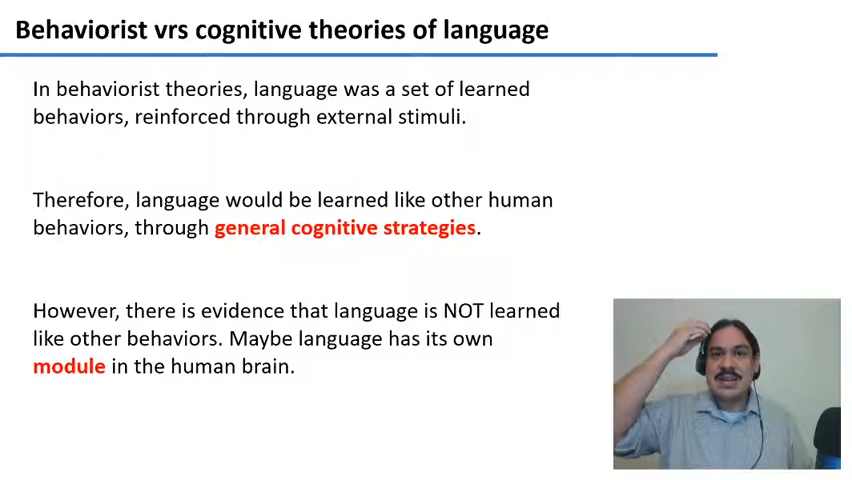 Behaviorist vrs cognitive theories of language
In behaviorist theories, language was a set of learned
behaviors, reinforced through external stimuli.
Therefore, language would be learned like other human
behaviors, through general cognitive strategies.
However, there is evidence that language is NOT learned
like other behaviors. Maybe language has its own
module in the human brain.